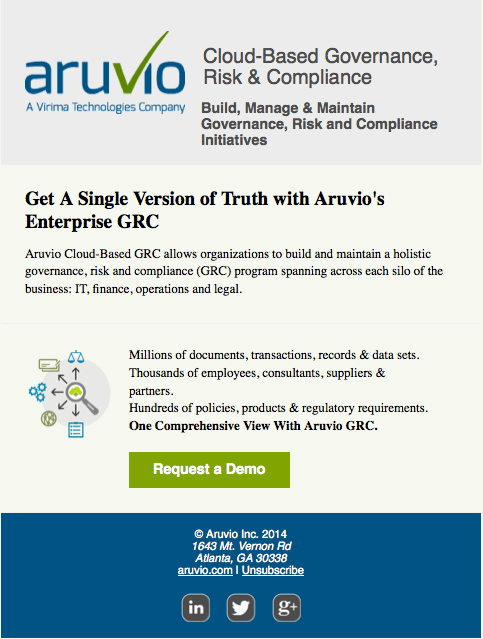 aruvio
A Virima Technologies Company
Cloud-Based Governance,
Risk & Compliance
Build, Manage & Maintain
Governance, Risk and Compliance
Initiatives
Get A Single Version of Truth with Aruvio's
Enterprise GRC
Aruvio Cloud-Based GRC allows organizations to build and maintain a holistic
governance, risk and compliance (GRC) program spanning across each silo of the
business: IT, finance, operations and legal.
Millions of documents, transactions, records & data sets.
Thousands of employees, consultants, suppliers &
partners.
Hundreds of policies, products & regulatory requirements.
One Comprehensive View With Aruvio GRC.
Request a Demo
© Aruvio Inc. 2014
1643 Mt. Vernon Rd
Atlanta, GA 30338
aruvio.com | Unsubscribe
in
g+